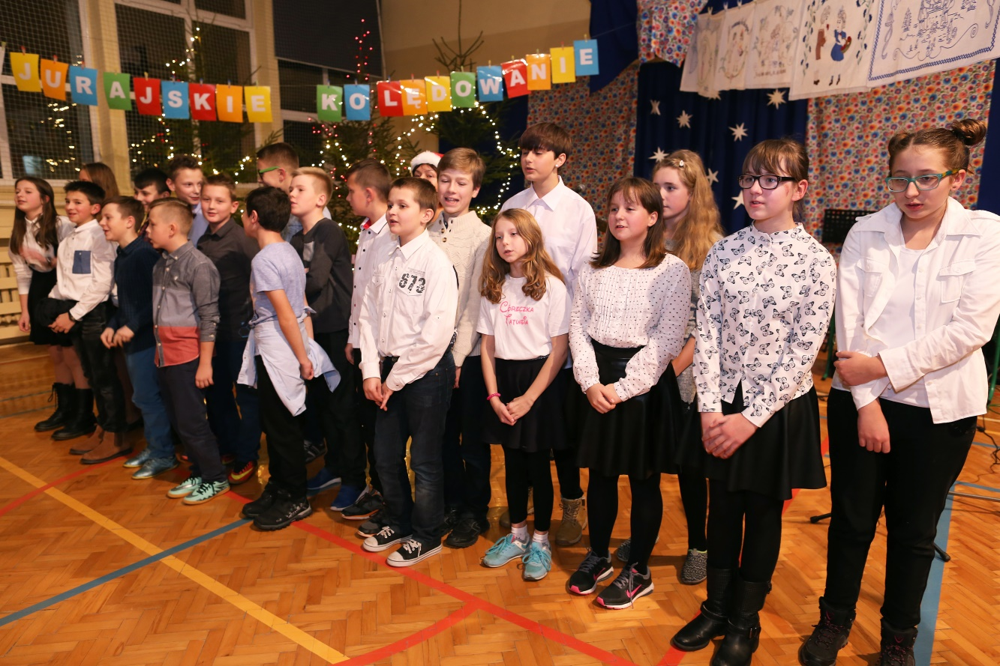 JURAJSKIE KOLĘDOWANIE
573
CÓRECZKA
TATUSIA